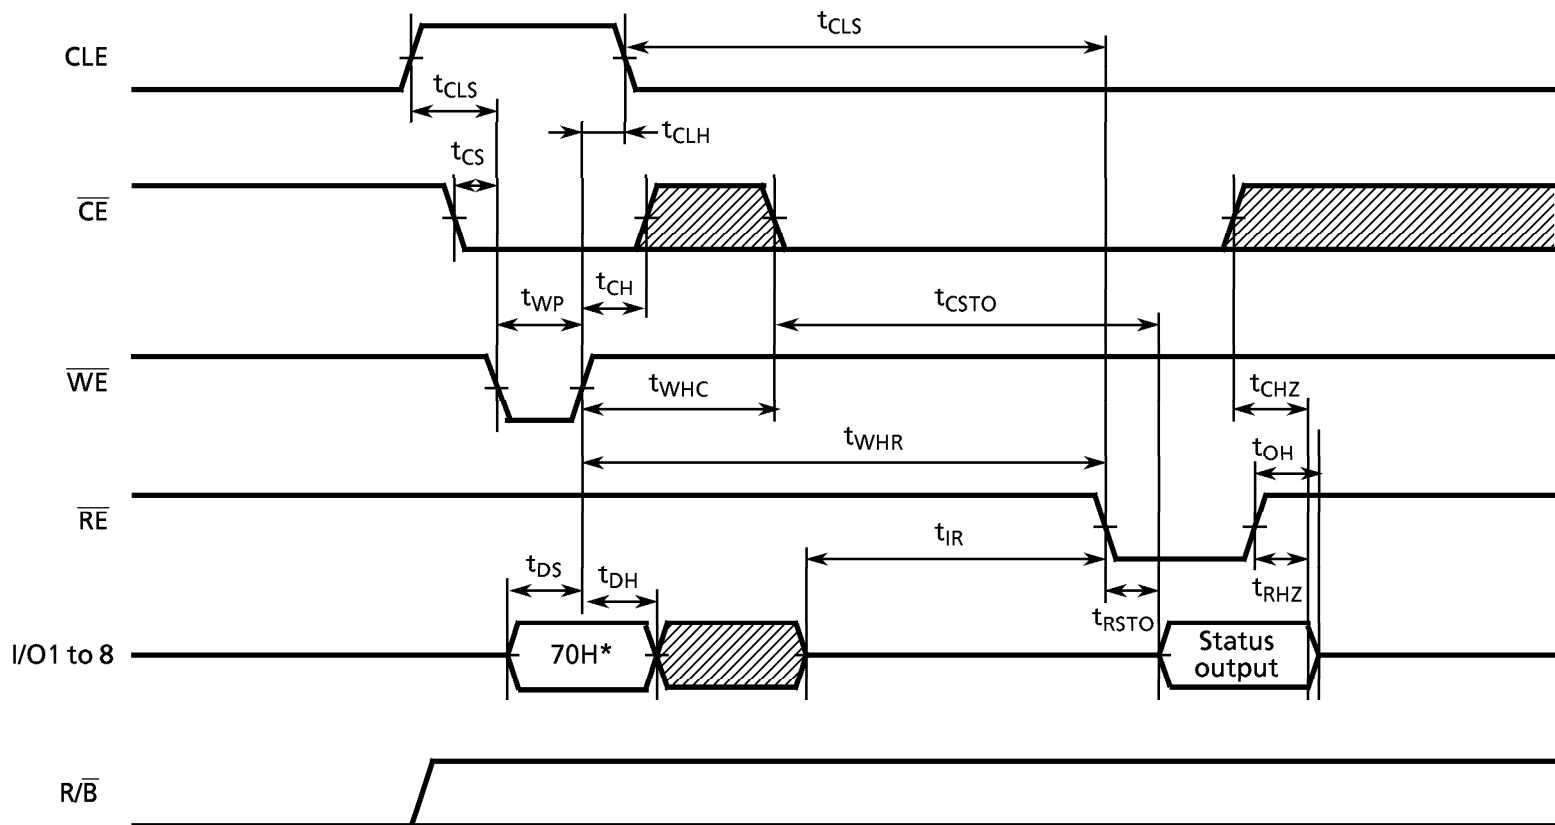 tCLS
CLE
tCLS
tCLH
tCS
CE
tCH
tWP
tCSTO
WE
tWHC
tCHZ
tWHR
tOH
RE
tIR
tDS
tDH
tRHZ
tRSTO
I/O1 to 8
70H*
Status
output
R/B